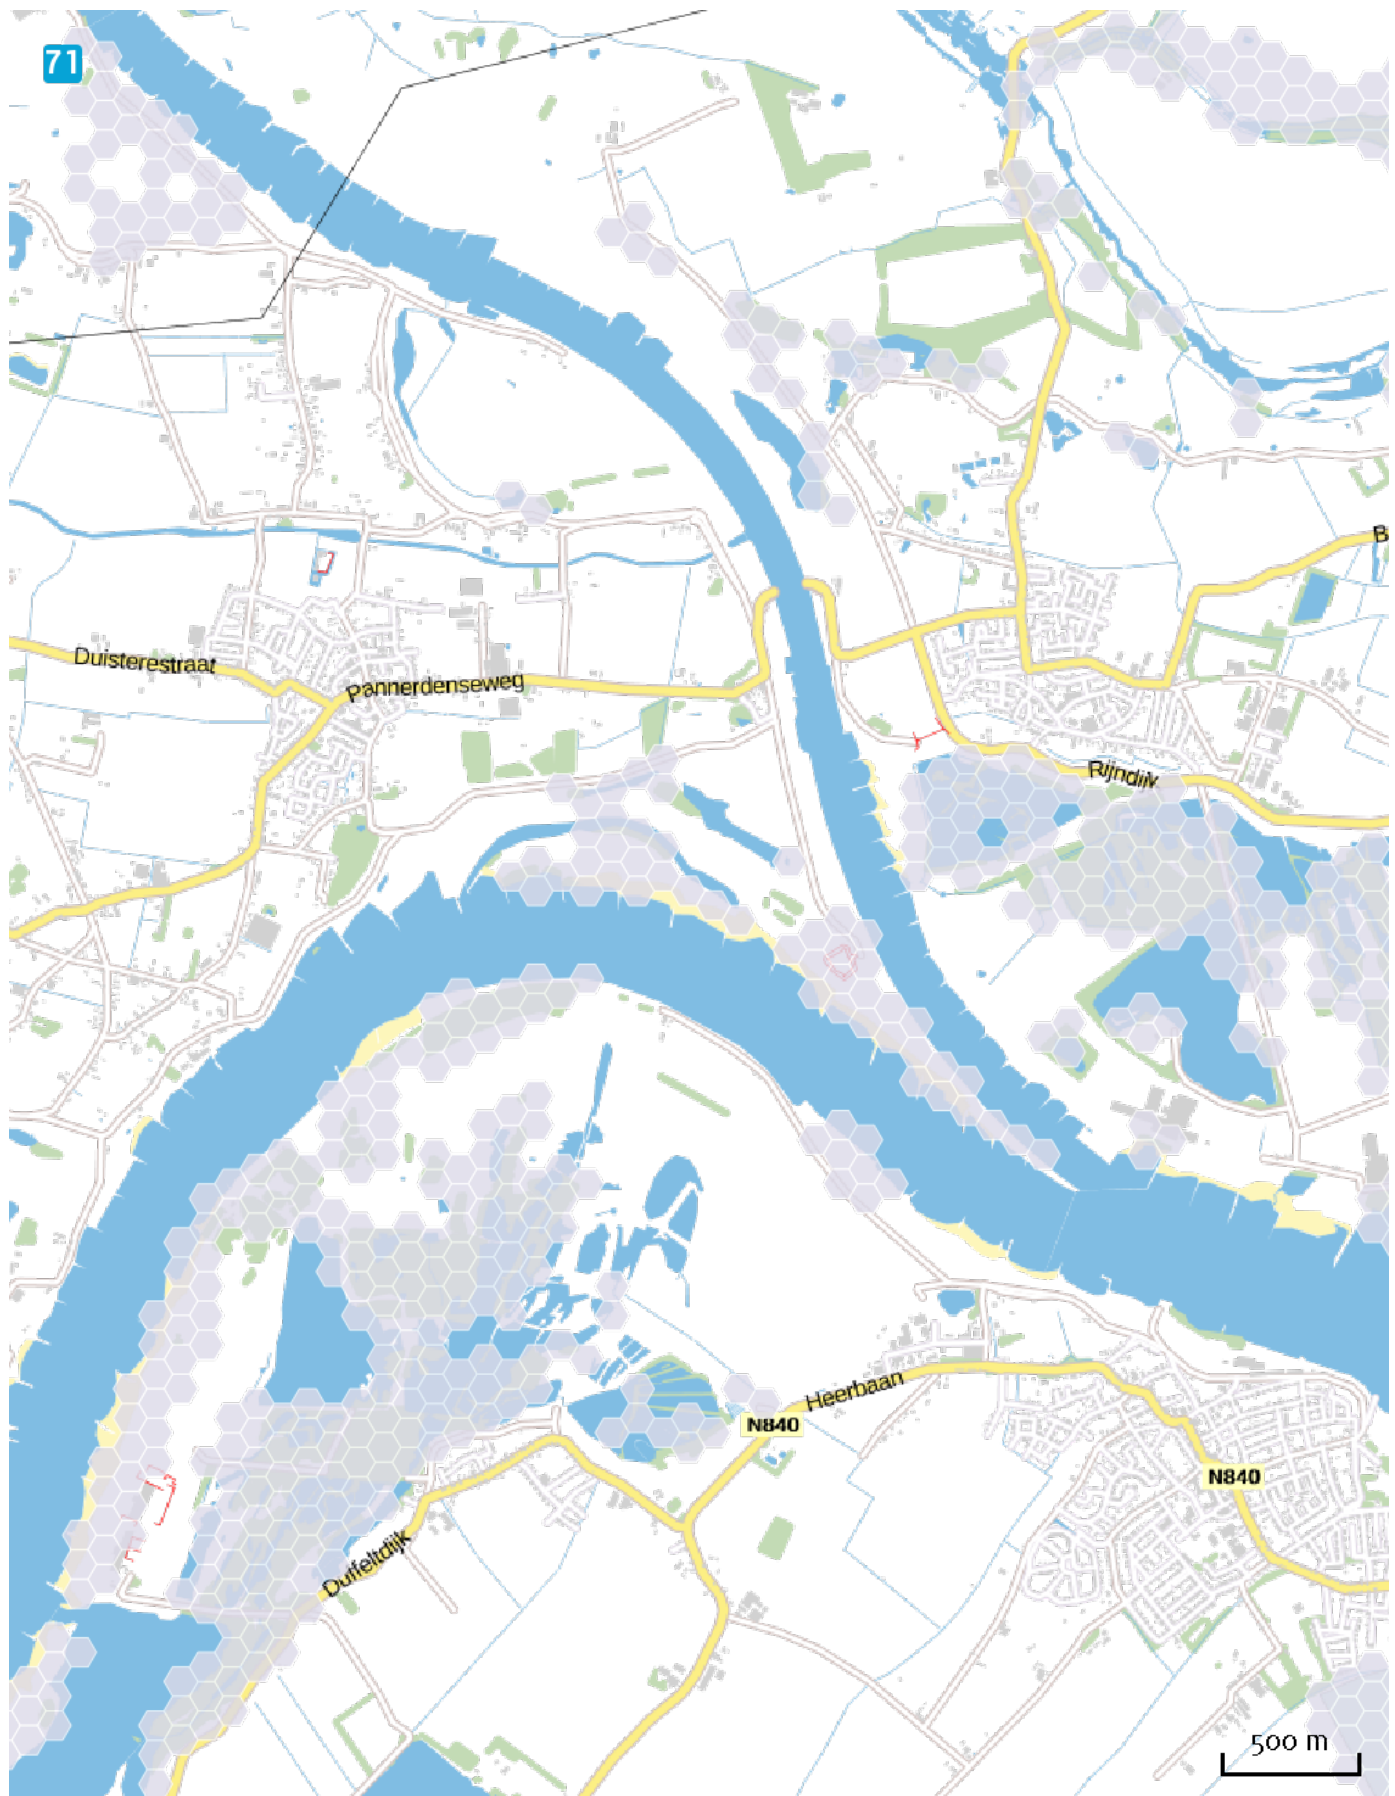 71
B
Duisterestraat
Pannerdenseweg
Rijndijk
Heerbaan
N840
N840
Duffeltdijk
500 m